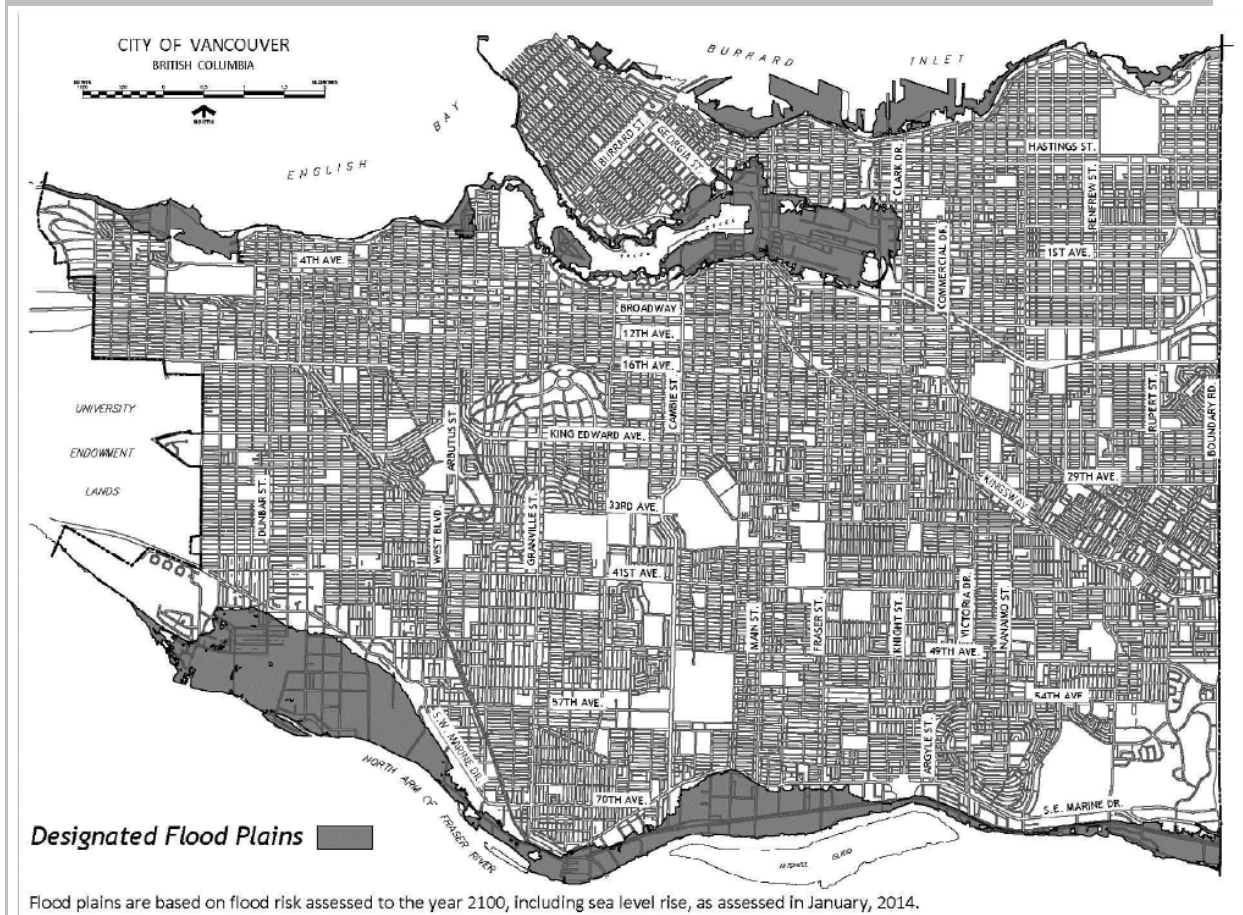 CITY OF VANCOUVER
BRITISH COLUMBIA
NORTH
BURRARD INLET
ENGLISH BAY
BURRARD ST.
GEORGIA ST.
HASTINGS ST.
CLARK DR.
RENFREW ST.
FALSE CREEK
4TH AVE.
COMMERCIAL DR.
1ST AVE.
BROADWAY
12TH AVE.
16TH AVE.
CAMBIE ST.
RUPERT ST.
BOUNDARY RD.
UNIVERSITY
ENDOWMENT
LANDS
ARBUTUS ST.
KING EDWARD AVE.
29TH AVE.
KINGSWAY
DUNBAR ST.
WEST BLVD.
GRANVILLE ST.
33RD AVE.
41ST AVE.
MAIN ST.
FRASER ST.
KNIGHT ST.
VICTORIA DR.
NANAIMO ST.
49TH AVE.
57TH AVE.
54TH AVE
S.W. MARINE DR.
ARGYLE ST.
NORTH ARM OF
FRASER RIVER
70TH AVE.
S.E. MARINE DR.
MITCHELL ISLAND
Designated Flood Plains
Flood plains are based on flood risk assessed to the year 2100, including sea level rise, as assessed in January, 2014.